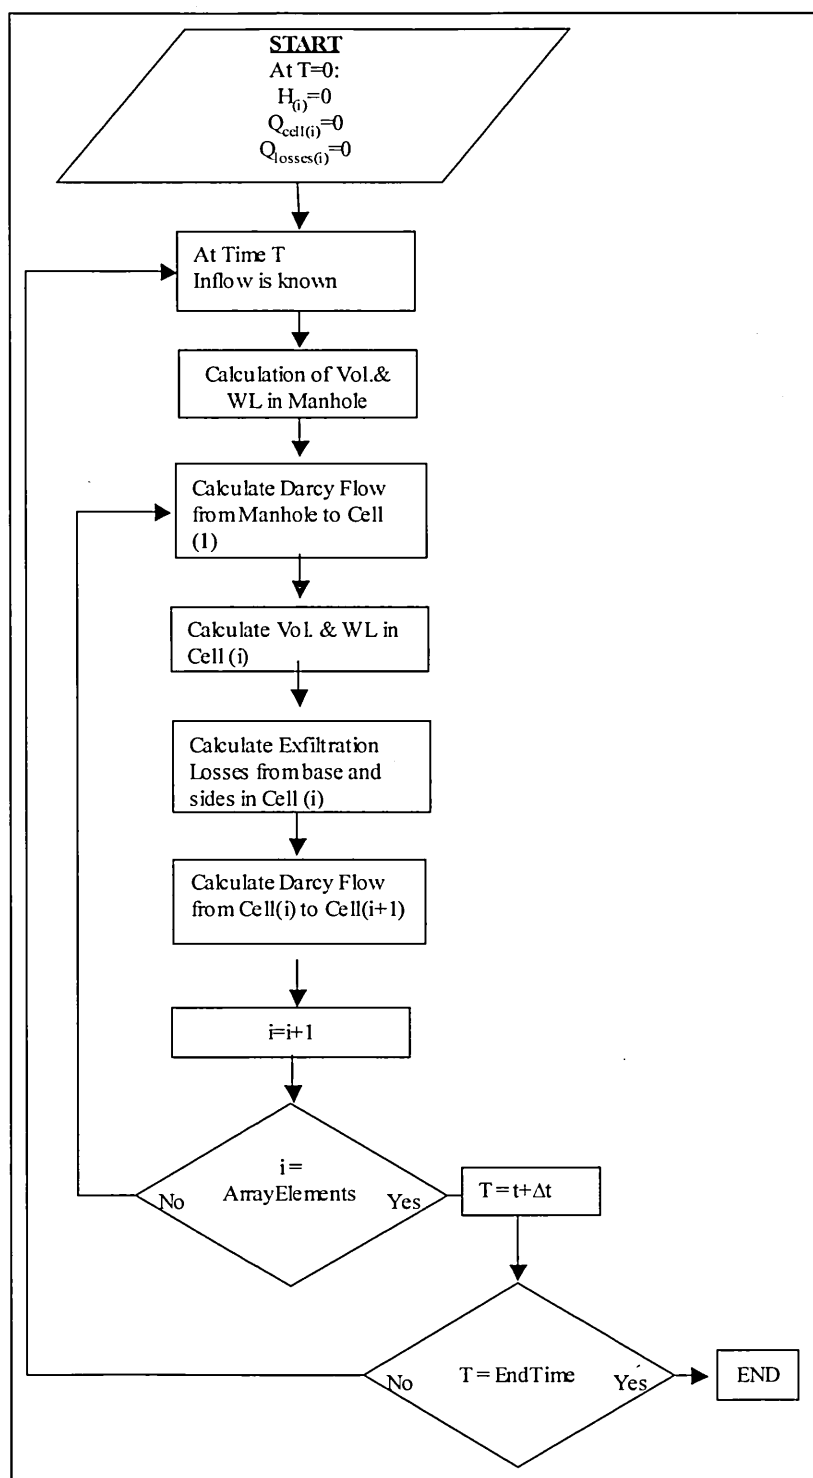 START
At T=0:
H(i)=0
Qcell(i)=0
Qlosses(i)=0
At Time T
Inflow is known
Calculation of Vol.&
WL in Manhole
Calculate Darcy Flow
from Manhole to Cell
(1)
Calculate Vol. & WL in
Cell (i)
Calculate Exfiltration
Losses from base and
sides in Cell (i)
Calculate Darcy Flow
from Cell(i) to Cell(i+1)
i=i+1
i =
ArrayElements
No
Yes
T = t+Δt
T = EndTime
No
Yes
END